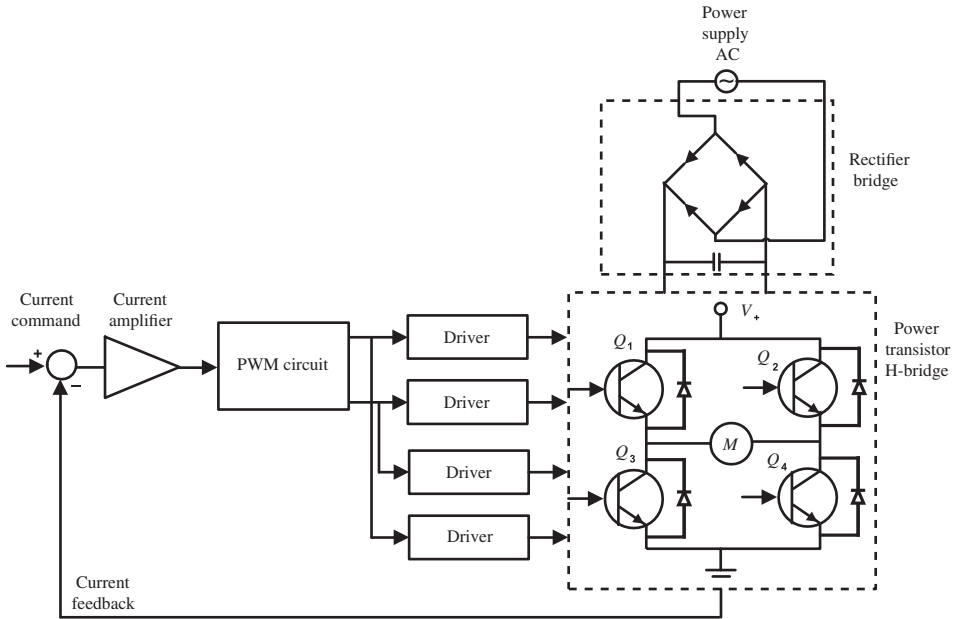 Power
supply
AC
Rectifier
bridge
Current
command
Current
amplifier
+
−
PWM circuit
Driver
Driver
Driver
Driver
V+
Power
transistor
H-bridge
Q1
Q2
M
Q3
Q4
Current
feedback